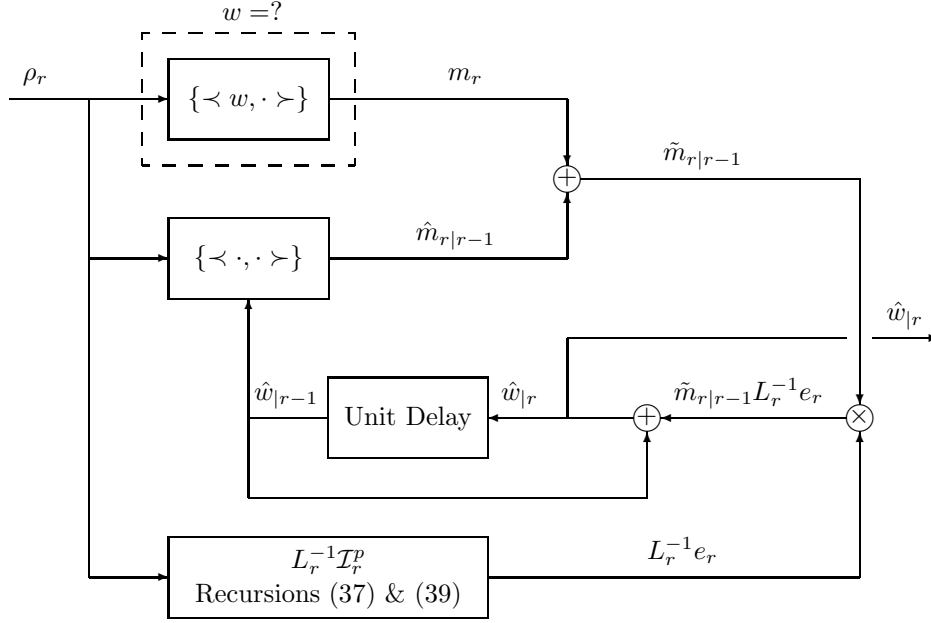 w =?
ρ_r
{≺ w, · ≻}
m_r
+
m̃_{r|r−1}
{≺ ·, · ≻}
m̂_{r|r−1}
ŵ_{|r}
ŵ_{|r−1}
Unit Delay
ŵ_{|r}
+
m̃_{r|r−1}L_r^{−1}e_r
×
L_r^{−1}ℐ_r^p
Recursions (37) & (39)
L_r^{−1}e_r